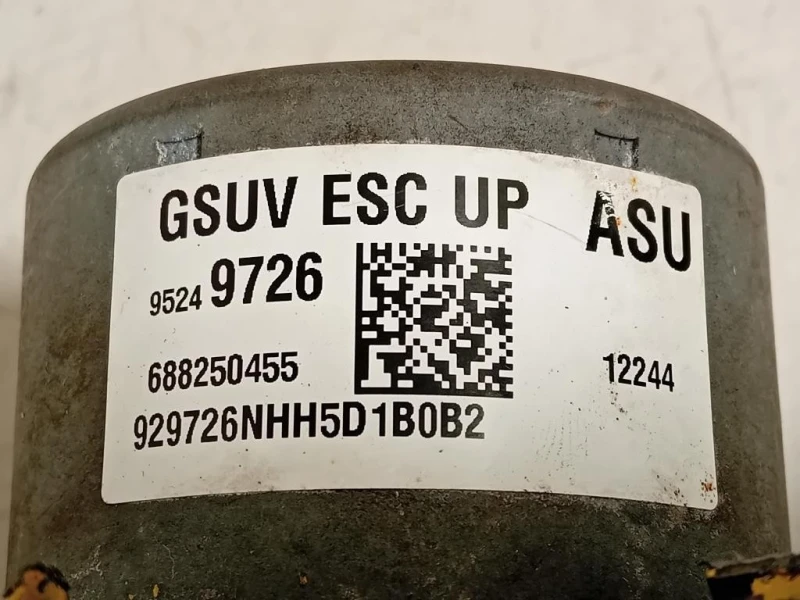 GSUV ESC UP ASU
9524 9726
688250455 12244
929726NHH5D1B0B2